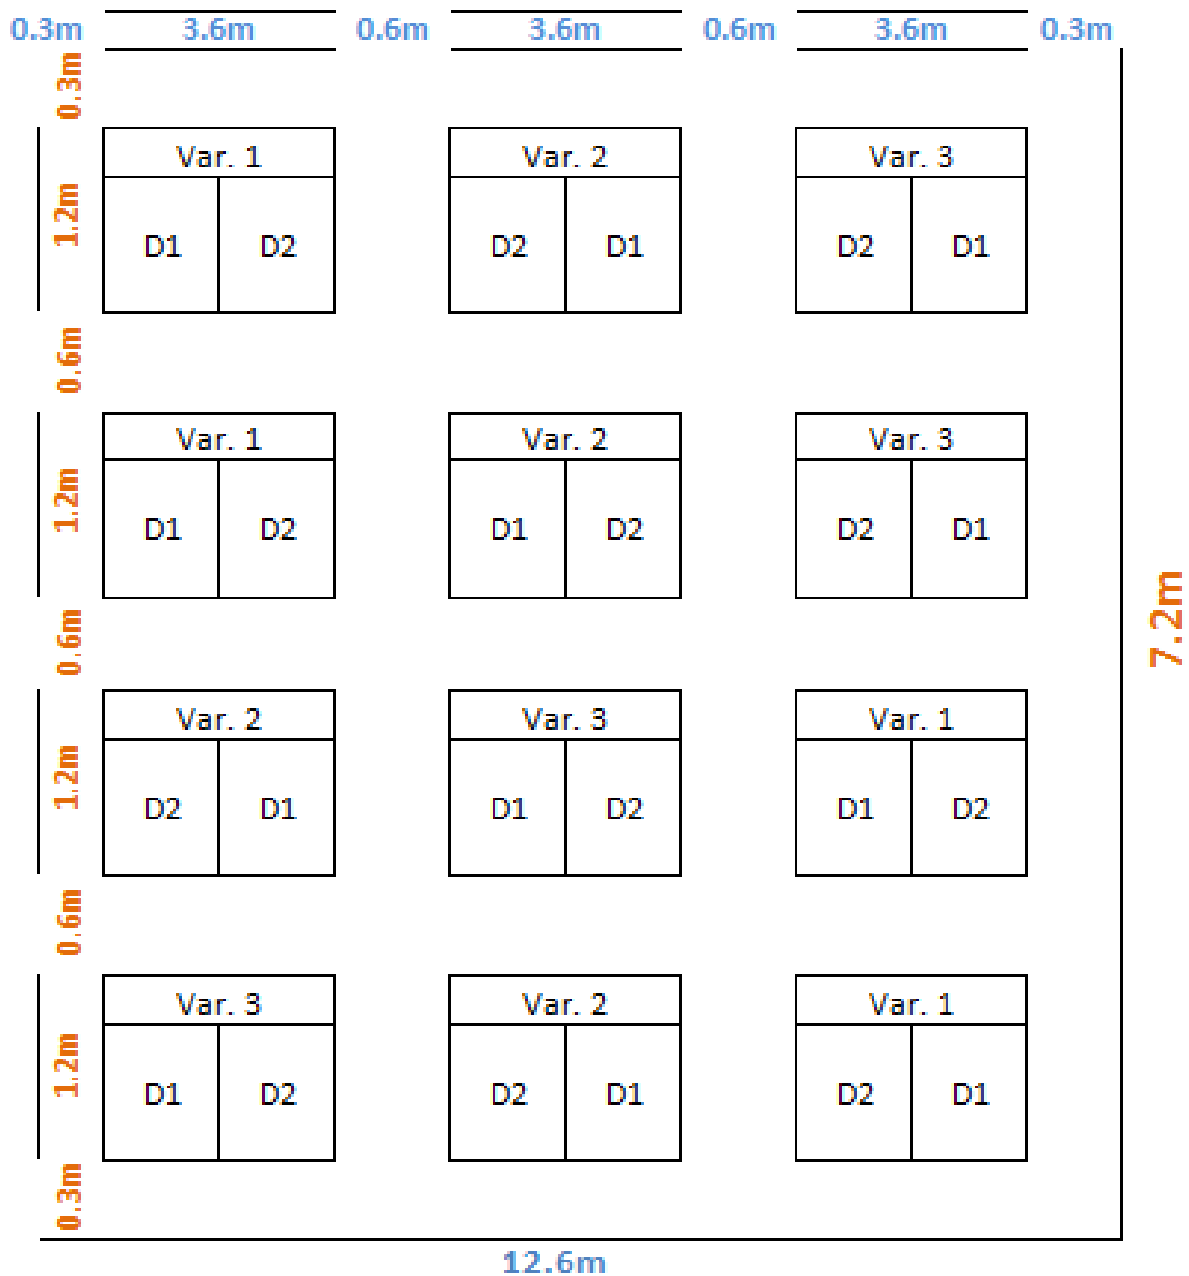 0.3m 3.6m 0.6m 3.6m 0.6m 3.6m 0.3m
0.3m
Var. 1 Var. 2 Var. 3
1.2m
D1 D2 D2 D1 D2 D1
0.6m
Var. 1 Var. 2 Var. 3
1.2m
D1 D2 D1 D2 D2 D1
0.6m
7.2m
Var. 2 Var. 3 Var. 1
1.2m
D2 D1 D1 D2 D1 D2
0.6m
Var. 3 Var. 2 Var. 1
1.2m
D1 D2 D2 D1 D2 D1
0.3m
12.6m